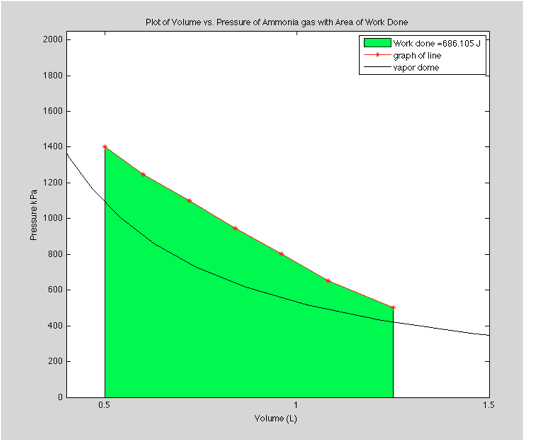 Plot of Volume vs. Pressure of Ammonia gas with Area of Work Done
Work done =686.105 J
graph of line
vapor dome
2000
1800
1600
1400
1200
1000
800
600
400
200
0
Pressure kPa
0.5
1
1.5
Volume (L)